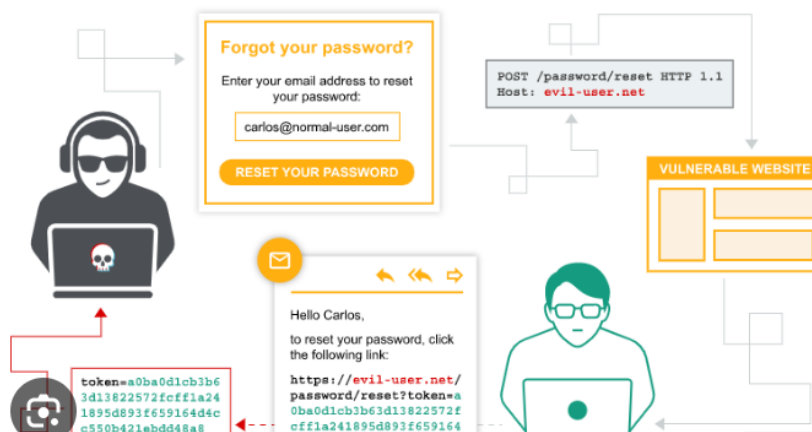 Forgot your password?
Enter your email address to reset
your password:
carlos@normal-user.com
RESET YOUR PASSWORD
POST /password/reset HTTP 1.1
Host: evil-user.net
VULNERABLE WEBSITE
Hello Carlos,
to reset your password, click
the following link:
https://evil-user.net/
password/reset?token=a
0ba0d1cb3b63d13822572f
cff1a241895d893f659164
token=a0ba0d1cb3b6
3d13822572fcff1a24
1895d893f659164d4c
c550b421ebdd48a8